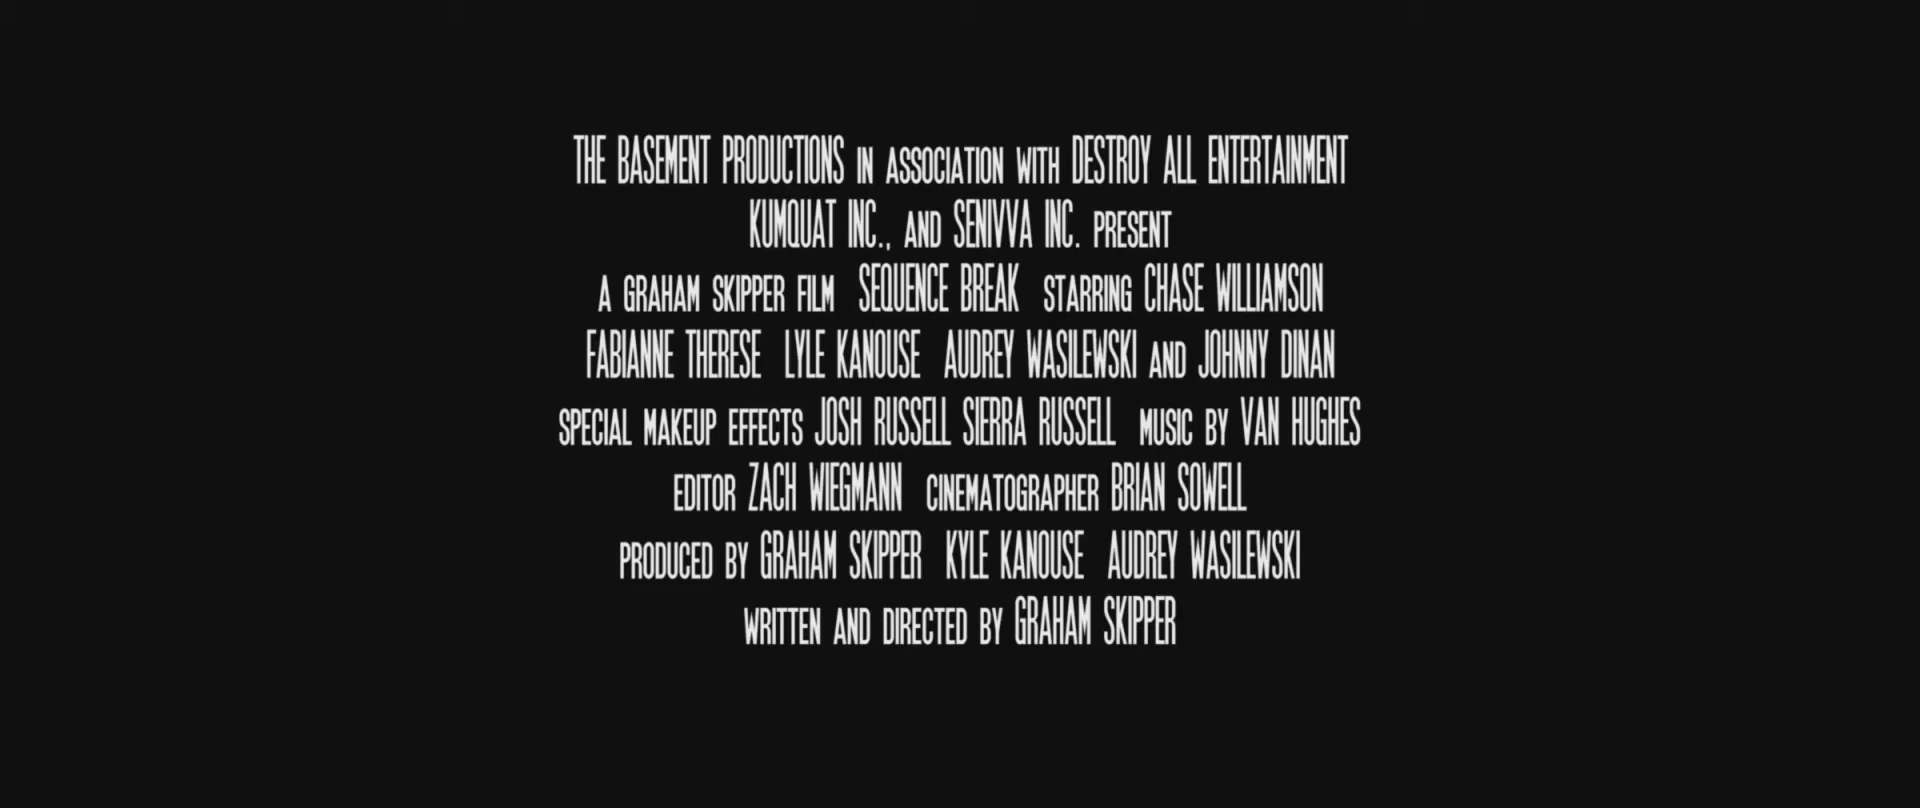 THE BASEMENT PRODUCTIONS IN ASSOCIATION WITH DESTROY ALL ENTERTAINMENT
KUMQUAT INC., AND SENIVVA INC. PRESENT
A GRAHAM SKIPPER FILM SEQUENCE BREAK STARRING CHASE WILLIAMSON
FABIANNE THERESE LYLE KANOUSE AUDREY WASILEWSKI AND JOHNNY DINAN
SPECIAL MAKEUP EFFECTS JOSH RUSSELL SIERRA RUSSELL MUSIC BY VAN HUGHES
EDITOR ZACH WIEGMANN CINEMATOGRAPHER BRIAN SOWELL
PRODUCED BY GRAHAM SKIPPER KYLE KANOUSE AUDREY WASILEWSKI
WRITTEN AND DIRECTED BY GRAHAM SKIPPER